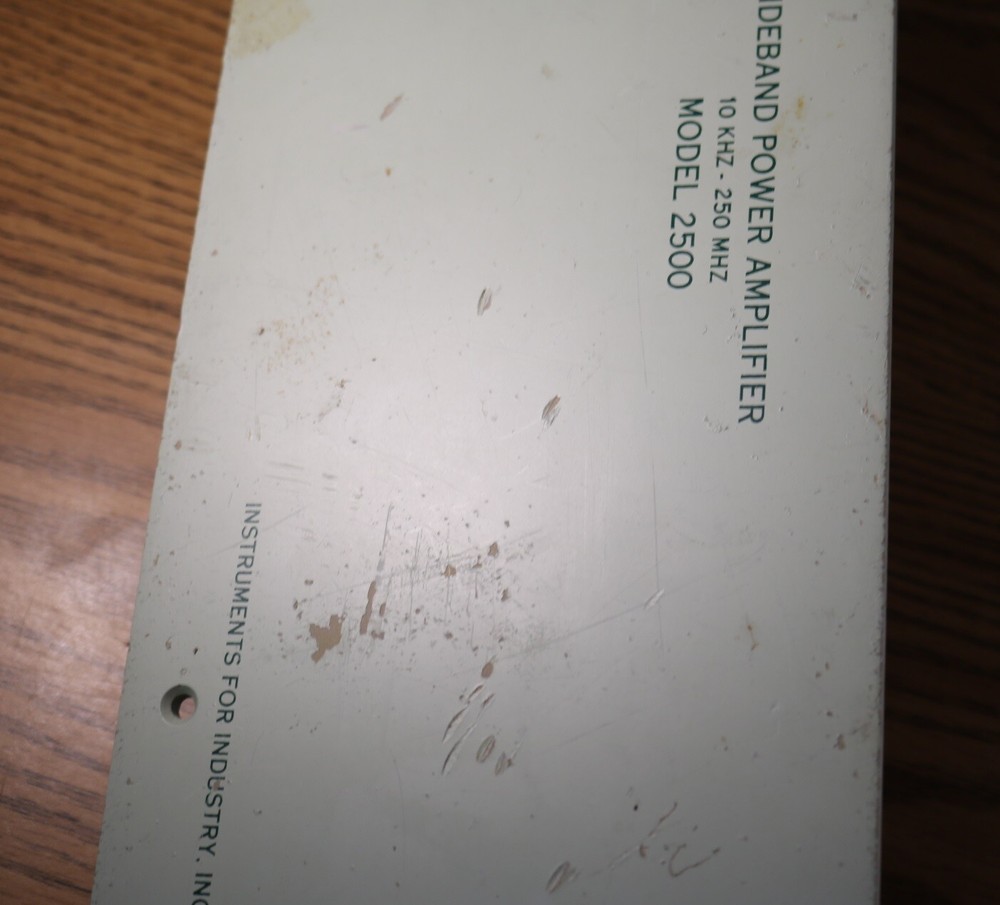 IDEBAND POWER AMPLIFIER
10 KHZ - 250 MHZ
MODEL 2500
INSTRUMENTS FOR INDUSTRY. INC